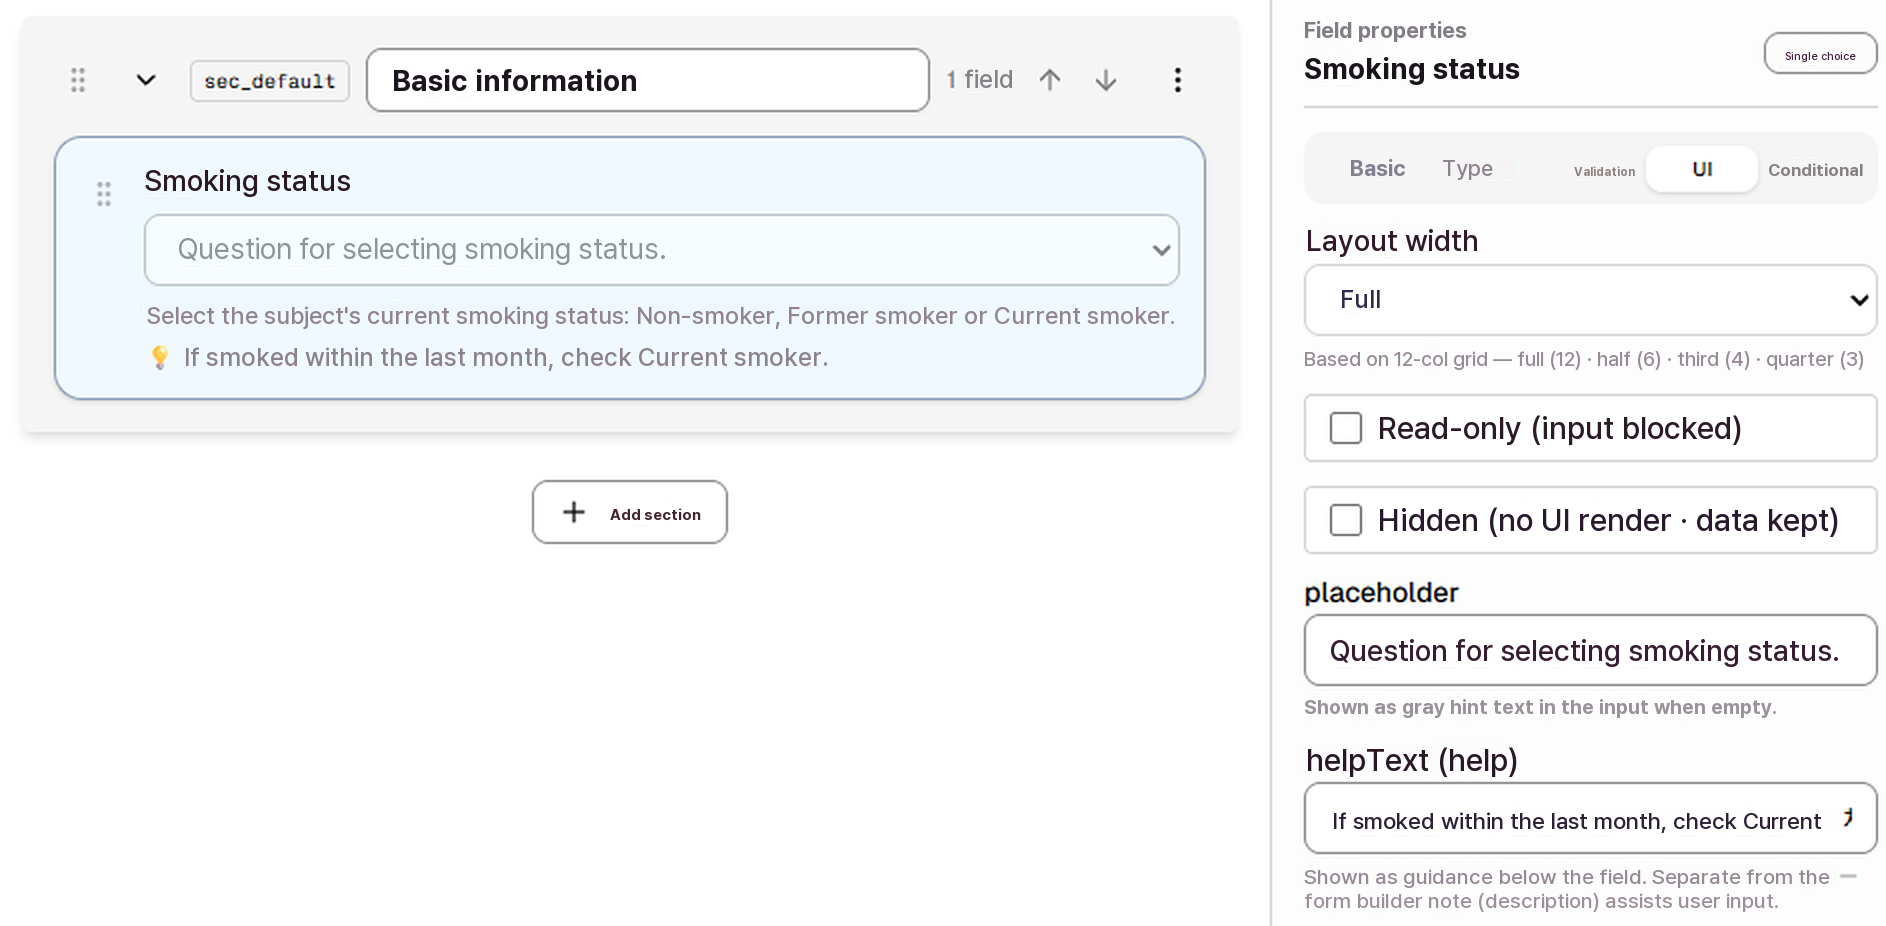 sec_default
Basic information
1 field
Smoking status
Question for selecting smoking status.
Select the subject's current smoking status: Non-smoker, Former smoker or Current smoker.
💡 If smoked within the last month, check Current smoker.
Add section
Field properties
Smoking status
Single choice
Basic
Type
Validation
UI
Conditional
Layout width
Full
Based on 12-col grid — full (12) · half (6) · third (4) · quarter (3)
Read-only (input blocked)
Hidden (no UI render · data kept)
placeholder
Question for selecting smoking status.
Shown as gray hint text in the input when empty.
helpText (help)
If smoked within the last month, check Current
Shown as guidance below the field. Separate from the —
form builder note (description) assists user input.